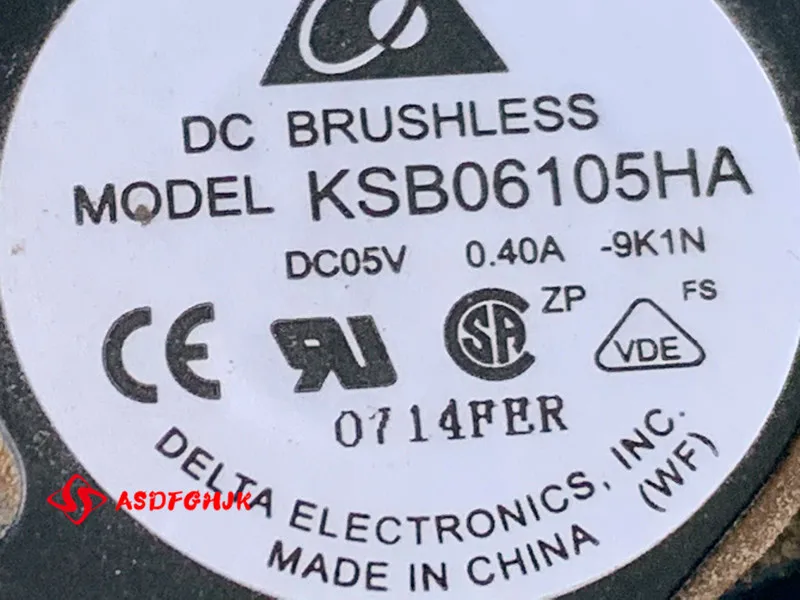 DC BRUSHLESS
MODEL KSB06105HA
DC05V 0.40A -9K1N
CE UR SA ZP VDE FS
0714FER
DELTA ELECTRONICS, INC.
(WF)
MADE IN CHINA
ASDFGHJK